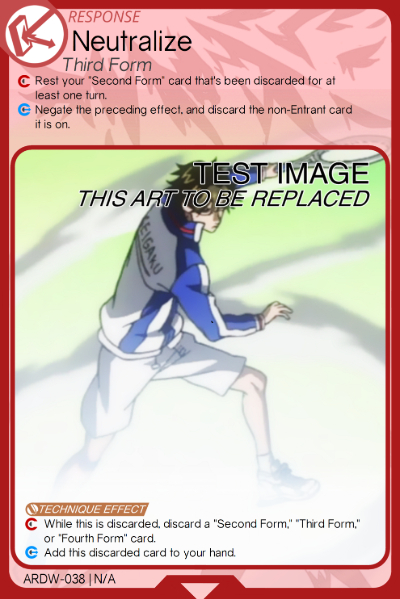 RESPONSE
Neutralize
Third Form
Rest your "Second Form" card that's been discarded for at
least one turn.
Negate the preceding effect, and discard the non-Entrant card
it is on.
TEST IMAGE
THIS ART TO BE REPLACED
SEIGAKU
TECHNIQUE EFFECT
While this is discarded, discard a "Second Form," "Third Form,"
or "Fourth Form" card.
Add this discarded card to your hand.
ARDW-038 | N/A